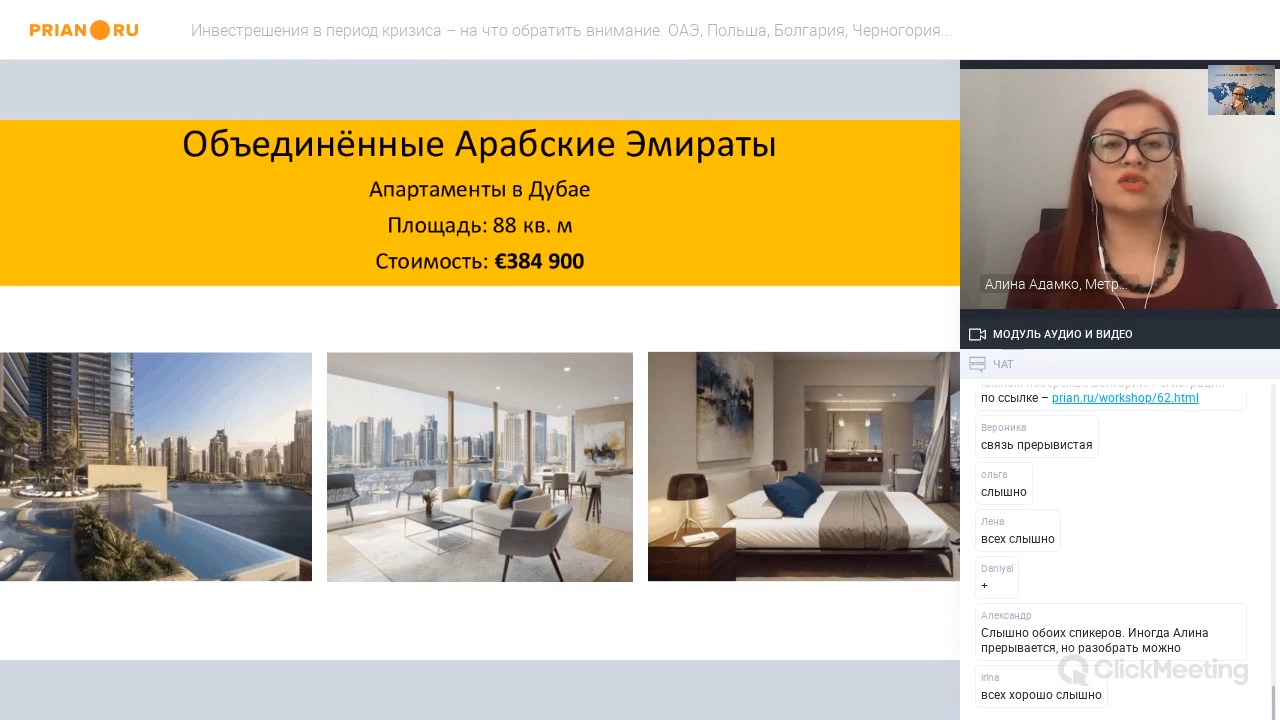 PRIAN RU
Инвестрешения в период кризиса – на что обратить внимание. ОАЭ, Польша, Болгария, Черногория...
Объединённые Арабские Эмираты
Апартаменты в Дубае
Площадь: 88 кв. м
Стоимость: €384 900
Алина Адамко, Метр...
МОДУЛЬ АУДИО И ВИДЕО
ЧАТ
по ссылке – prian.ru/workshop/62.html
Вероника
связь прерывистая
ольга
слышно
Лена
всех слышно
Daniyal
+
Александр
Слышно обоих спикеров. Иногда Алина
прерывается, но разобрать можно
ClickMeeting
irina
всех хорошо слышно